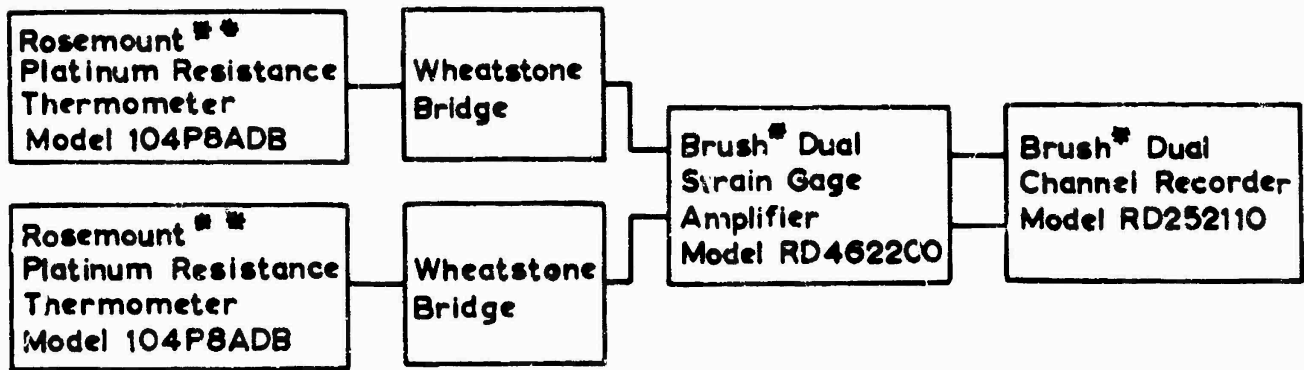 Rosemount **
Platinum Resistance
Thermometer
Model 104P8ADB
Wheatstone
Bridge
Rosemount **
Platinum Resistance
Thermometer
Model 104P8ADB
Wheatstone
Bridge
Brush* Dual
Strain Gage
Amplifier
Model RD462200
Brush* Dual
Channel Recorder
Model RD252110